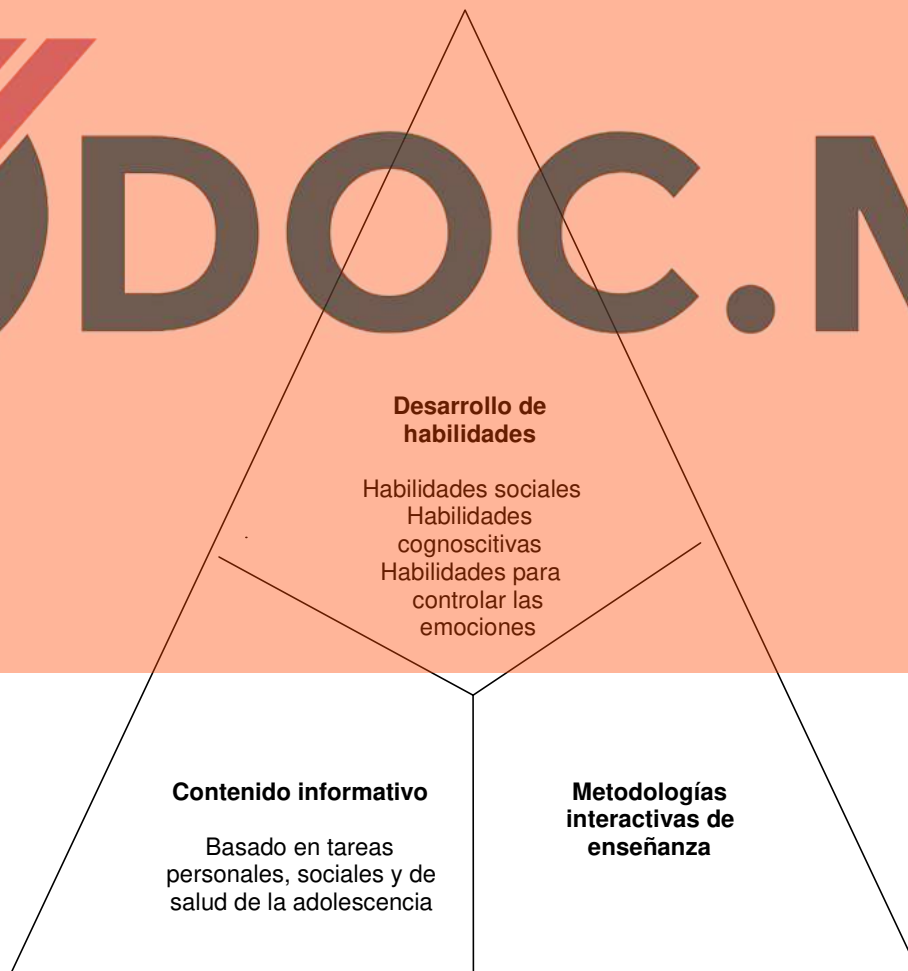 DOC.M
Desarrollo de
habilidades
Habilidades sociales
Habilidades
cognoscitivas
Habilidades para
controlar las
emociones
Contenido informativo
Basado en tareas
personales, sociales y de
salud de la adolescencia
Metodologías
interactivas de
enseñanza